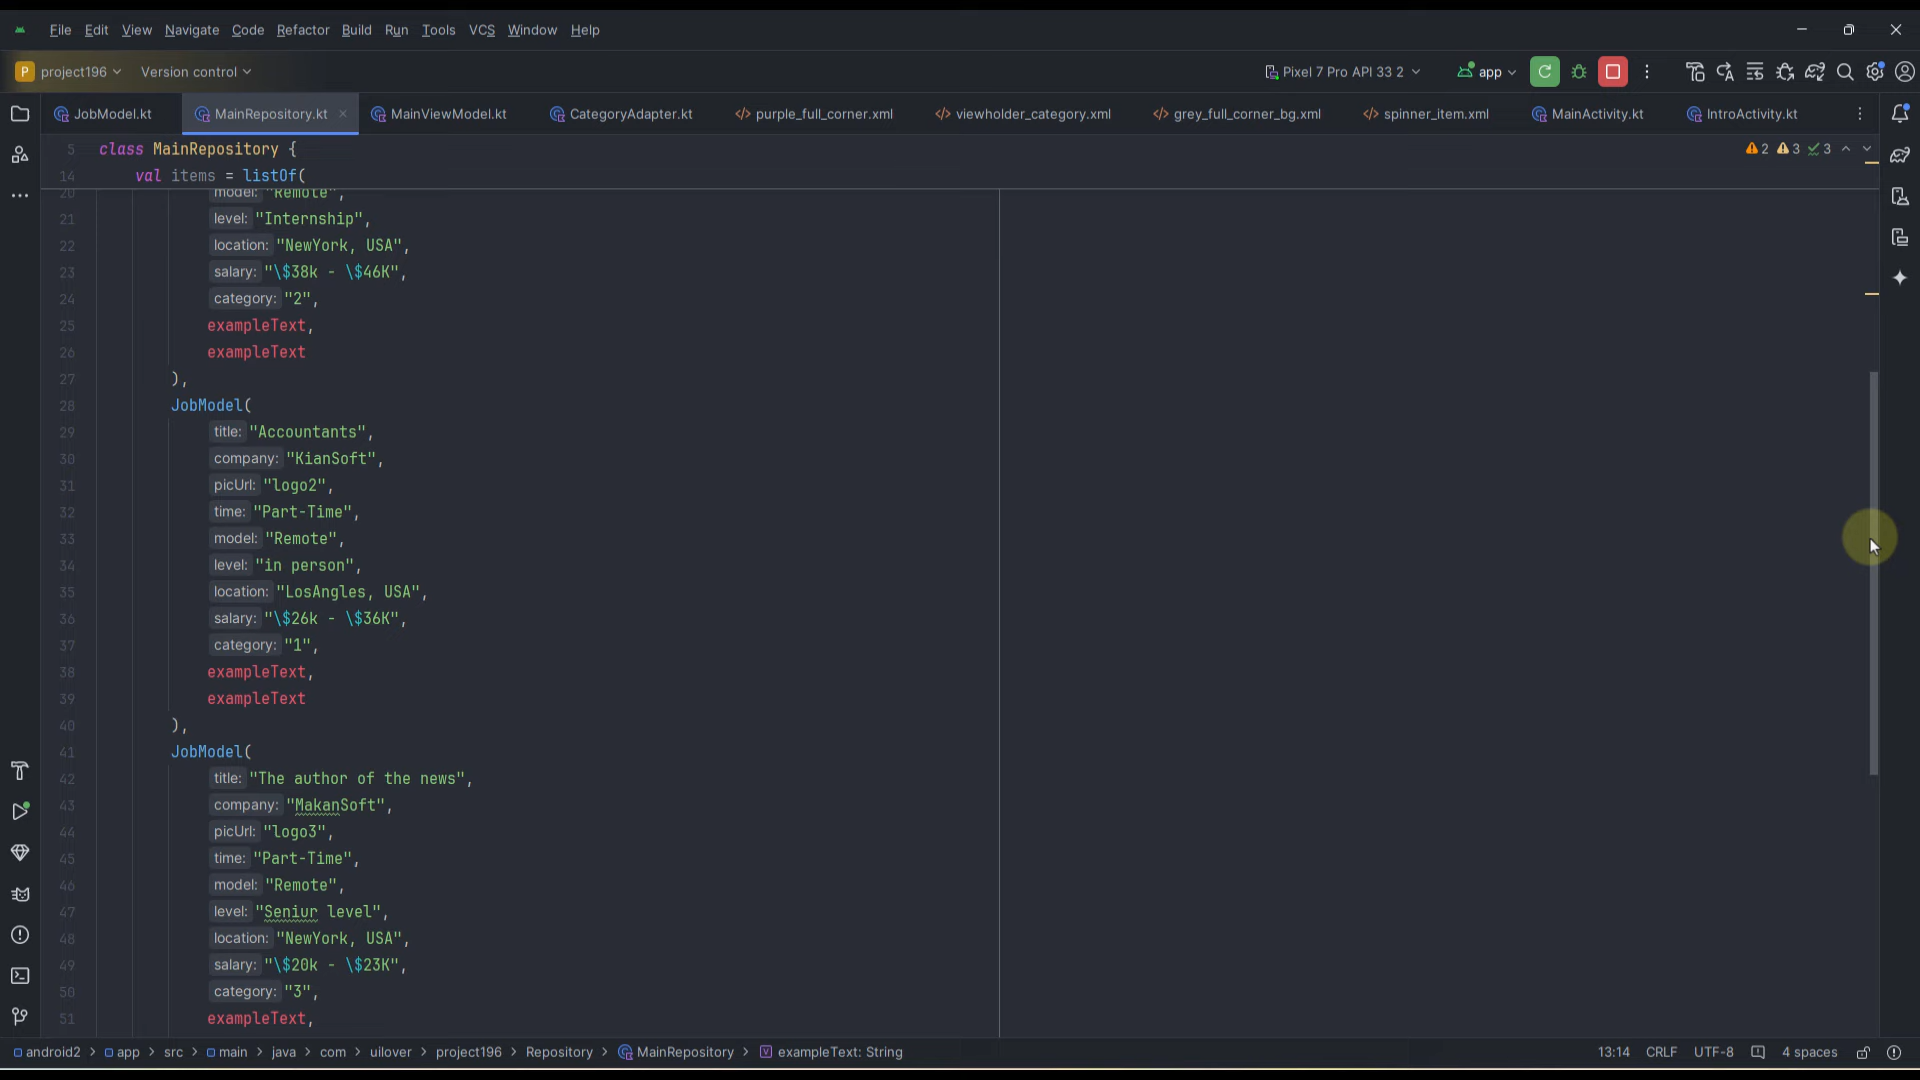 File Edit View Navigate Code Refactor Build Run Tools VCS Window Help
P project196 Version control Pixel 7 Pro API 33 2 app
JobModel.kt MainRepository.kt MainViewModel.kt CategoryAdapter.kt purple_full_corner.xml viewholder_category.xml grey_full_corner_bg.xml spinner_item.xml MainActivity.kt IntroActivity.kt
5 class MainRepository { 2 3 3
14 val items = listOf(
20 model: "Remote",
21 level: "Internship",
22 location: "NewYork, USA",
23 salary: "\$38k - \$46K",
24 category: "2",
25 exampleText,
26 exampleText
27 ),
28 JobModel(
29 title: "Accountants",
30 company: "KianSoft",
31 picUrl: "logo2",
32 time: "Part-Time",
33 model: "Remote",
34 level: "in person",
35 location: "LosAngles, USA",
36 salary: "\$26k - \$36K",
37 category: "1",
38 exampleText,
39 exampleText
40 ),
41 JobModel(
42 title: "The author of the news",
43 company: "MakanSoft",
44 picUrl: "logo3",
45 time: "Part-Time",
46 model: "Remote",
47 level: "Seniur level",
48 location: "NewYork, USA",
49 salary: "\$20k - \$23K",
50 category: "3",
51 exampleText,
android2 > app > src > main > java > com > uilover > project196 > Repository > MainRepository > exampleText: String 13:14 CRLF UTF-8 4 spaces